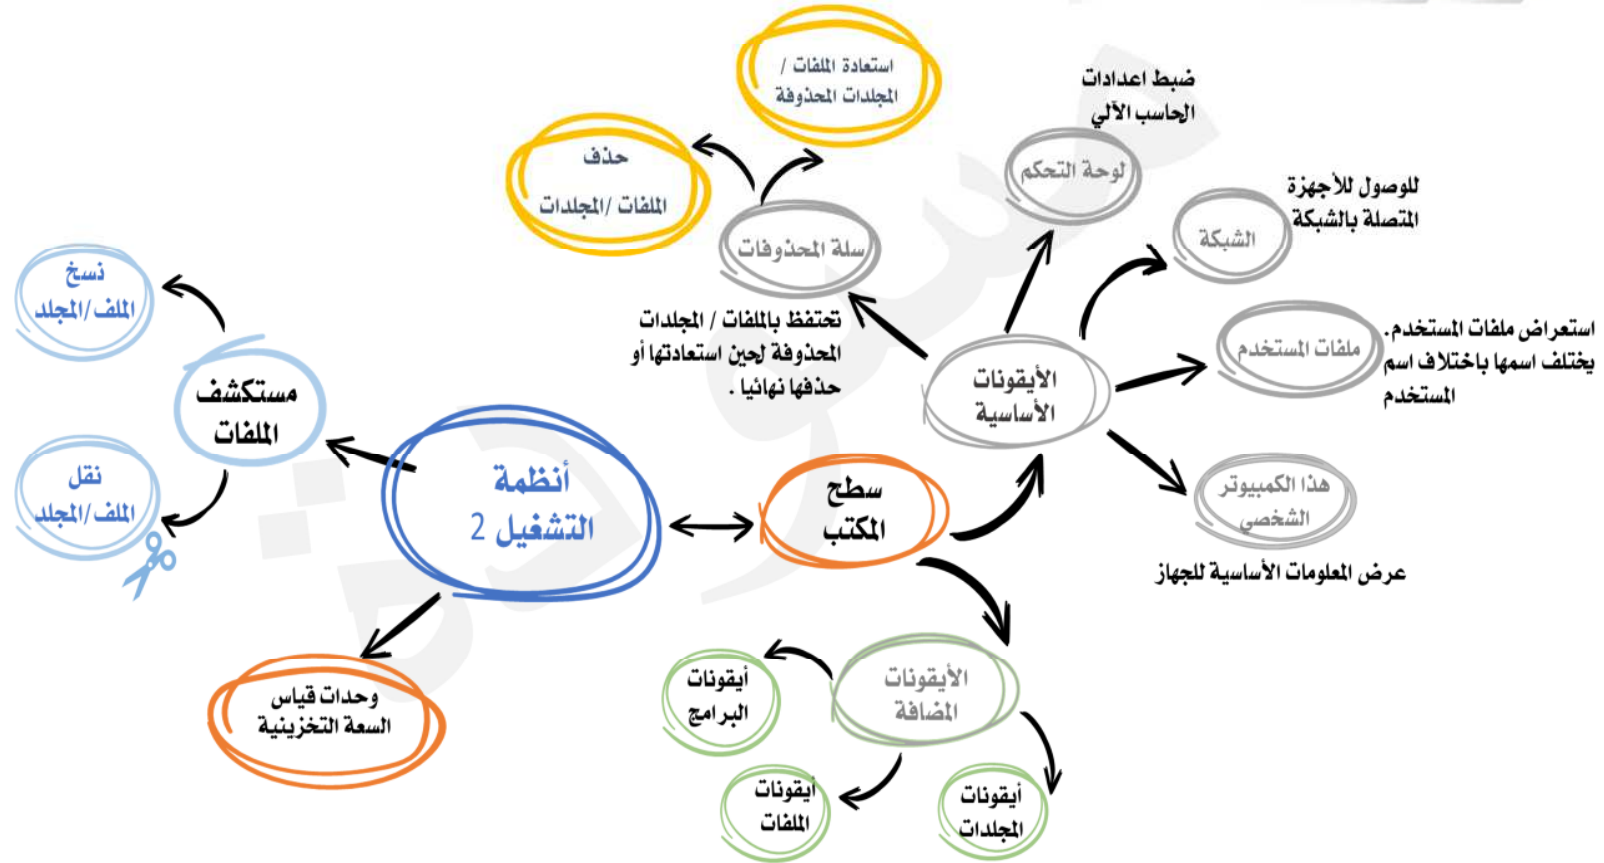 استعادة الملفات /
المجلدات المحذوفة
حذف
الملفات /المجلدات
سلة المحذوفات
تحتفظ بالملفات / المجلدات
المحذوفة لحين استعادتها أو
حذفها نهائيا .
ضبط اعدادات
الحاسب الآلي
لوحة التحكم
للوصول للأجهزة
المتصلة بالشبكة
الشبكة
استعراض ملفات المستخدم.
يختلف اسمها باختلاف اسم
المستخدم
ملفات المستخدم
هذا الكمبيوتر
الشخصي
عرض المعلومات الأساسية للجهاز
الأيقونات
الأساسية
سطح
المكتب
أنظمة
التشغيل 2
مستكشف
الملفات
نسخ
الملف/المجلد
نقل
الملف/المجلد
وحدات قياس
السعة التخزينية
الأيقونات
المضافة
أيقونات
البرامج
أيقونات
الملفات
أيقونات
المجلدات
مسودة